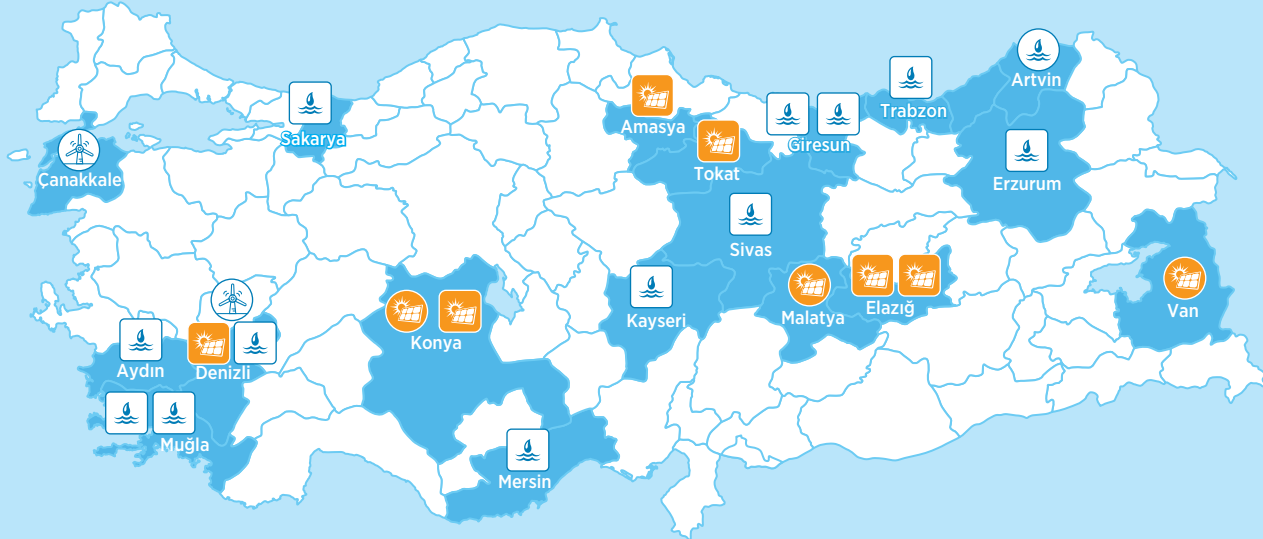 Artvin
Trabzon
Amasya
Sakarya
Giresun
Tokat
Çanakkale
Erzurum
Sivas
Elazığ
Van
Malatya
Kayseri
Konya
Aydın
Denizli
Muğla
Mersin